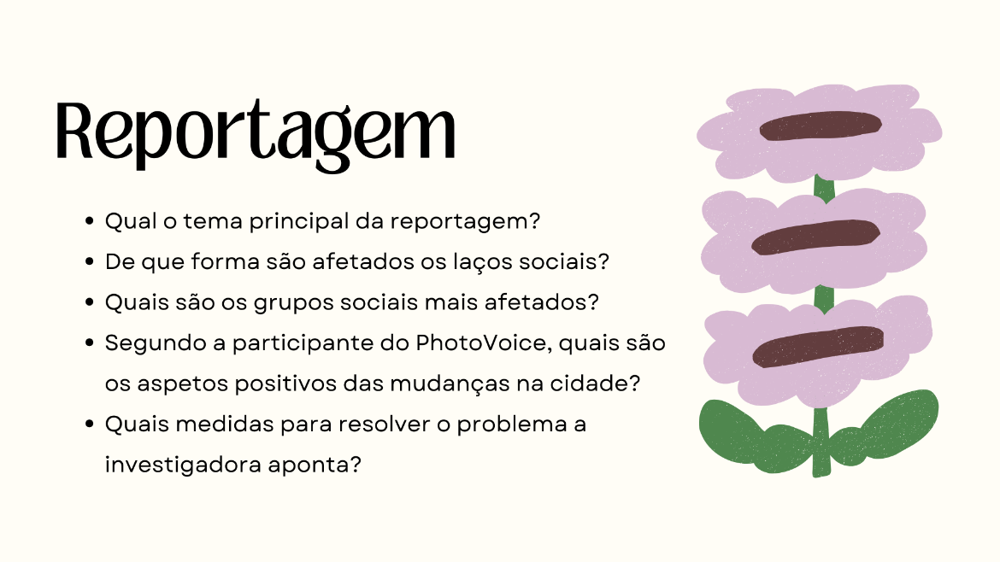 Reportagem
• Qual o tema principal da reportagem?
• De que forma são afetados os laços sociais?
• Quais são os grupos sociais mais afetados?
• Segundo a participante do PhotoVoice, quais são
os aspetos positivos das mudanças na cidade?
• Quais medidas para resolver o problema a
investigadora aponta?